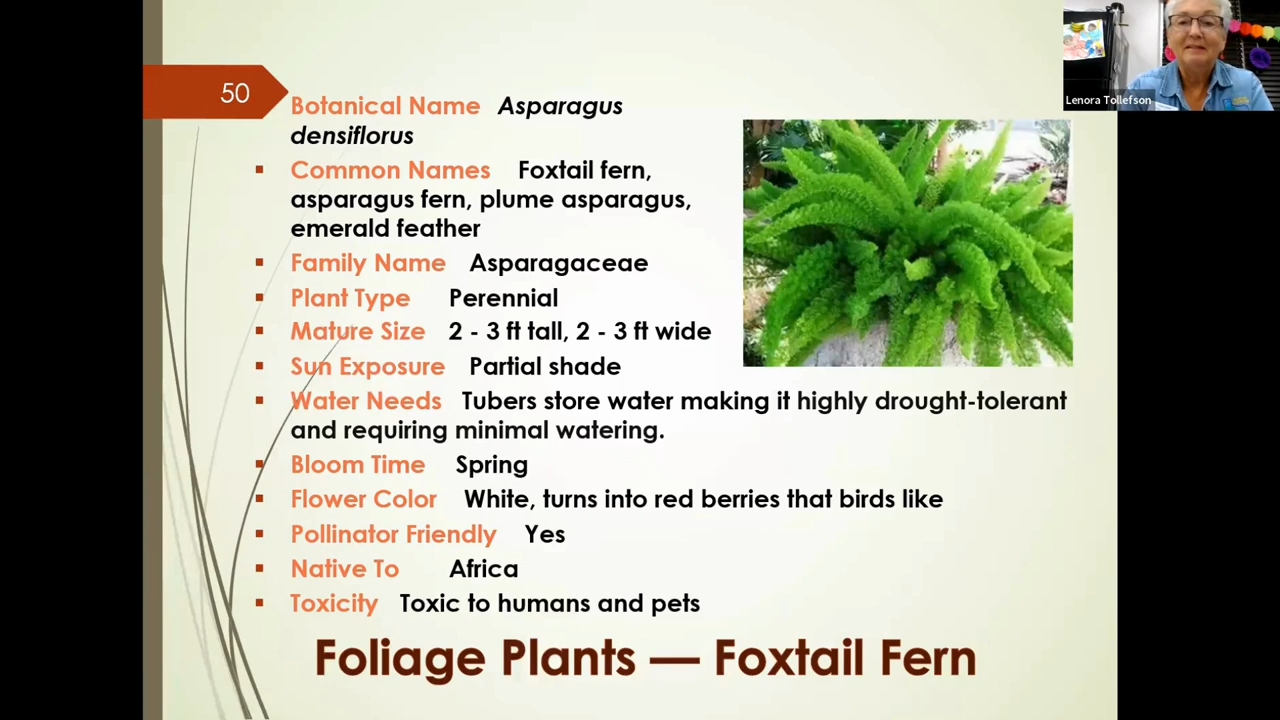 50
Lenora Tollefson
Botanical Name Asparagus
densiflorus
▪ Common Names Foxtail fern,
asparagus fern, plume asparagus,
emerald feather
▪ Family Name Asparagaceae
▪ Plant Type Perennial
▪ Mature Size 2 - 3 ft tall, 2 - 3 ft wide
▪ Sun Exposure Partial shade
▪ Water Needs Tubers store water making it highly drought-tolerant
and requiring minimal watering.
▪ Bloom Time Spring
▪ Flower Color White, turns into red berries that birds like
▪ Pollinator Friendly Yes
▪ Native To Africa
▪ Toxicity Toxic to humans and pets
Foliage Plants — Foxtail Fern